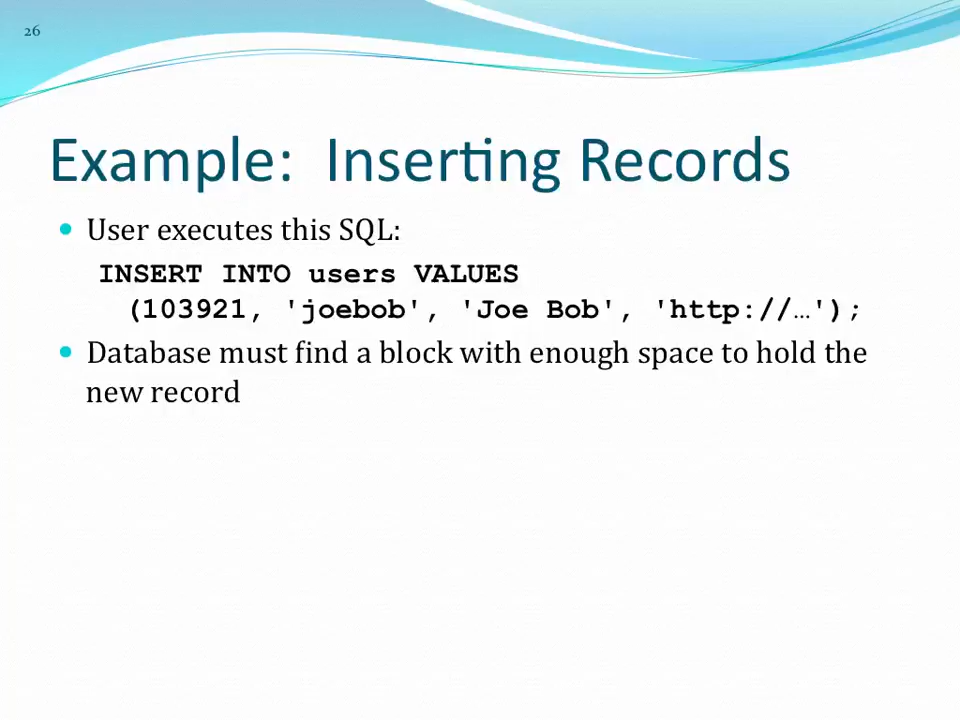 26
Example: Inserting Records
User executes this SQL:
INSERT INTO users VALUES
(103921, 'joebob', 'Joe Bob', 'http://…');
Database must find a block with enough space to hold the
new record